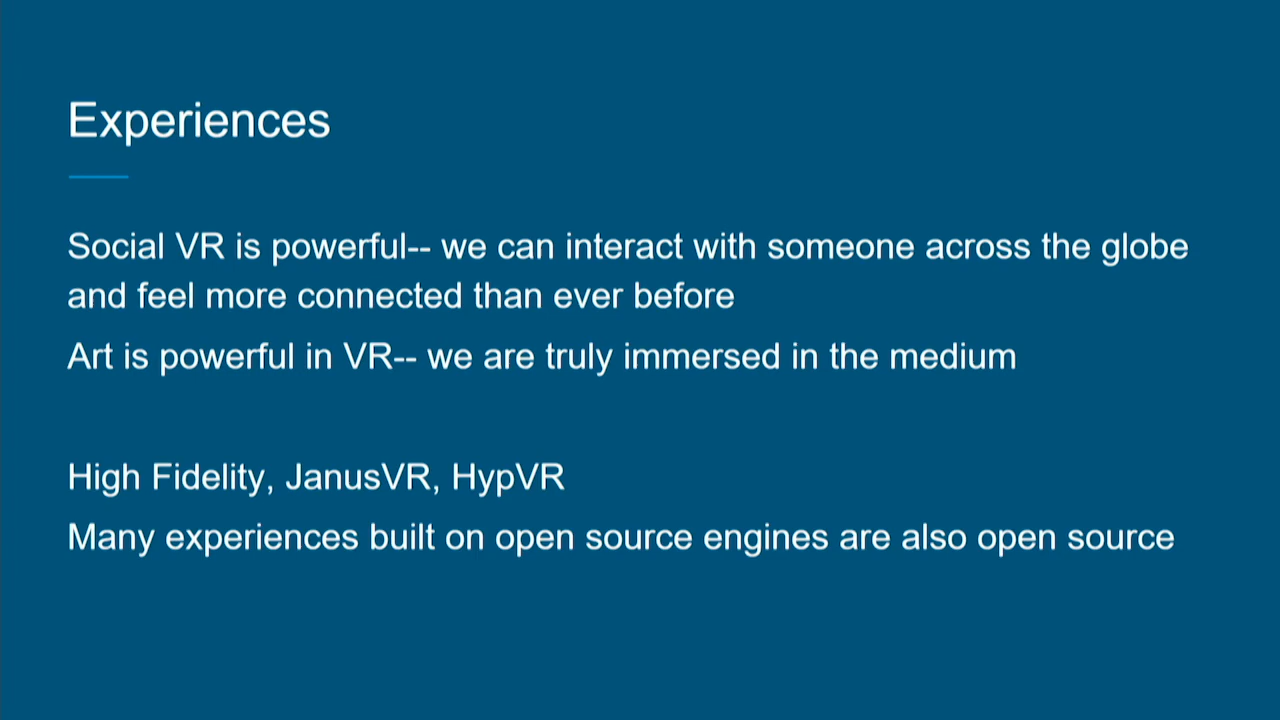 Experiences
Social VR is powerful-- we can interact with someone across the globe
and feel more connected than ever before
Art is powerful in VR-- we are truly immersed in the medium
High Fidelity, JanusVR, HypVR
Many experiences built on open source engines are also open source